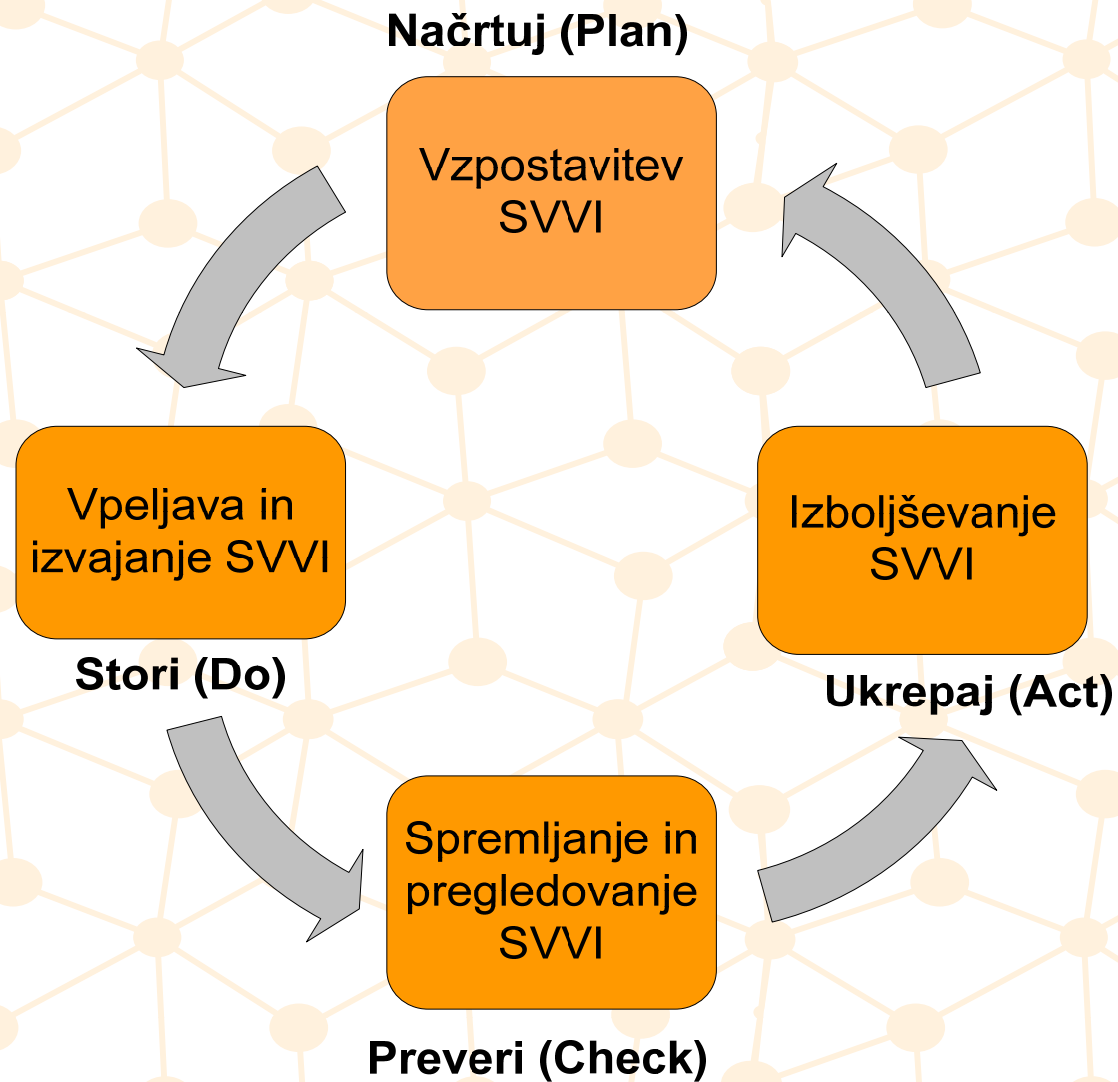 Načrtuj (Plan)
Vzpostavitev
SVVI
Vpeljava in
izvajanje SVVI
Stori (Do)
Izboljševanje
SVVI
Ukrepaj (Act)
Spremljanje in
pregledovanje
SVVI
Preveri (Check)